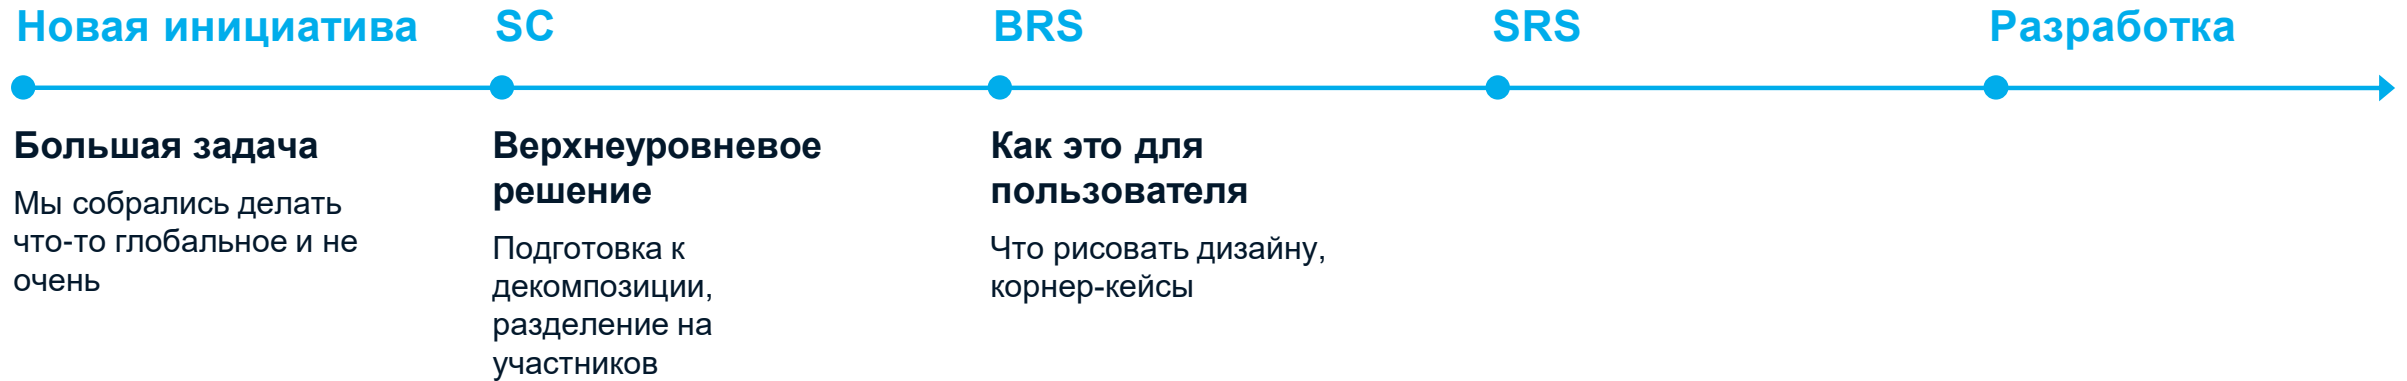 Новая инициатива
SC
BRS
SRS
Разработка
Большая задача
Мы собрались делать
что-то глобальное и не
очень
Верхнеуровневое
решение
Подготовка к
декомпозиции,
разделение на
участников
Как это для
пользователя
Что рисовать дизайну,
корнер-кейсы